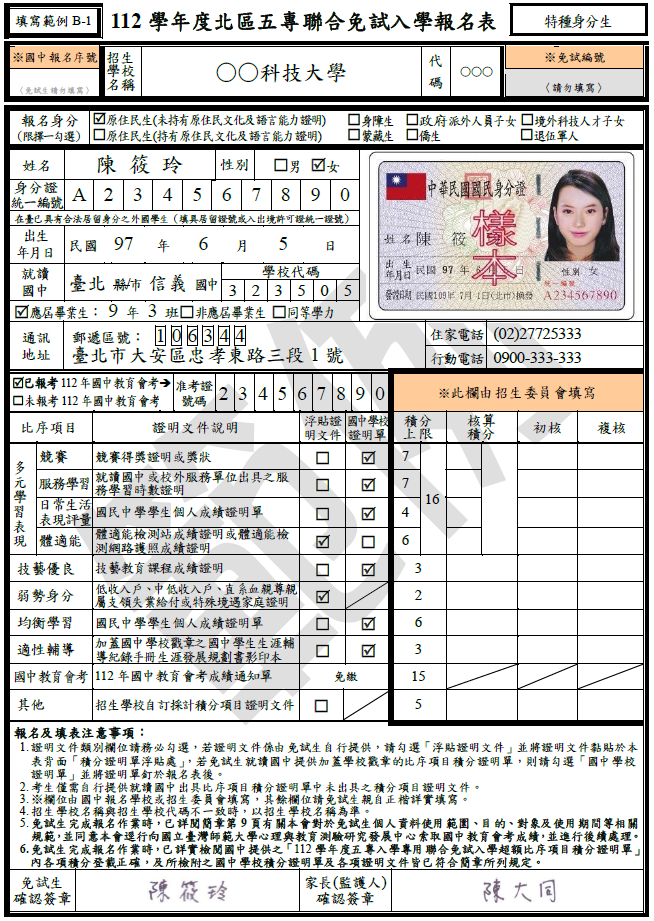 填寫範例 B-1
112 學年度北區五專聯合免試入學報名表
特種身分生
※國中報名序號
（免試生請勿填寫）
招生學校名稱
○○科技大學
代碼
○○○
※免試編號
（請勿填寫）
報名身分
（限擇一勾選）
☑原住民生(未持有原住民文化及語言能力證明)
□原住民生(持有原住民文化及語言能力證明)
□身障生 □政府派外人員子女 □境外科技人才子女
□蒙藏生 □僑生 □退伍軍人
姓名
陳筱玲
性別
□男 ☑女
身分證統一編號
A 2 3 4 5 6 7 8 9 0
在臺已具有合法居留身分之外國學生（填具居留證號或入出境許可證統一證號）
出生年月日
民國 97 年 6 月 5 日
就讀國中
臺北 縣/市 信義 國中
學校代碼
3 2 3 5 0 5
☑應屆畢業生：9 年 3 班□非應屆畢業生 □同等學力
中華民國國民身分證
樣本
姓名 陳 筱
出生年月日 民國 97 年
性別 女
發證日期 民國109年 7月 1日(北市)換發
統一編號
A234567890
通訊地址
郵遞區號：106344
臺北市大安區忠孝東路三段 1 號
住家電話
(02)27725333
行動電話
0900-333-333
☑已報考 112 年國中教育會考➔
□未報考 112 年國中教育會考
准考證號碼
2 3 4 5 6 7 8 9 0
※此欄由招生委員會填寫
比序項目
證明文件說明
浮貼證明文件
國中學校證明單
積分上限
核算積分
初核
複核
多元學習表現
競賽
競賽得獎證明或獎狀
□ ☑
7
服務學習
就讀國中或校外服務單位出具之服務學習時數證明
□ ☑
7
16
日常生活表現評量
國民中學學生個人成績證明單
□ ☑
4
體適能
體適能檢測站成績證明或體適能檢測網路護照成績證明
☑ □
6
技藝優良
技藝教育課程成績證明
□ ☑
3
弱勢身分
低收入戶、中低收入戶、直系血親尊親屬支領失業給付或特殊境遇家庭證明
☑
2
均衡學習
國民中學學生個人成績證明單
□ ☑
6
適性輔導
加蓋國中學校戳章之國中學生生涯輔導紀錄手冊生涯發展規劃書影印本
□ ☑
3
國中教育會考
112 年國中教育會考成績通知單
免繳
15
其他
招生學校自訂採計積分項目證明文件
□
5
報名及填表注意事項：
1.證明文件類別欄位請務必勾選，若證明文件係由免試生自行提供，請勾選「浮貼證明文件」並將證明文件黏貼於本
表背面「積分證明單浮貼處」，若免試生就讀國中提供加蓋學校戳章的比序項目積分證明單，則請勾選「國中學校
證明單」並將證明單釘於報名表後。
2.考生僅需自行提供就讀國中出具比序項目積分證明單中未出具之積分項目證明文件。
3.※欄位由國中報名學校或招生委員會填寫，其餘欄位請免試生親自正楷詳實填寫。
4.招生學校名稱與招生學校代碼不一致時，以招生學校名稱為準。
5.免試生完成報名作業時，已詳閱簡章第 9 頁有關本會對於免試生個人資料使用範圍、目的、對象及使用期間等相關
規範，並同意本會逕行向國立臺灣師範大學心理與教育測驗研究發展中心索取國中教育會考成績，並進行後續處理。
6.免試生完成報名作業時，已詳實檢閱國中提供之「112 學年度五專入學專用聯合免試入學超額比序項目積分證明單」
內各項積分登載正確，及所檢附之國中學校積分證明單及各項證明文件皆已符合簡章所列規定。
免試生確認簽章
陳筱玲
家長(監護人)確認簽章
陳大同
範例